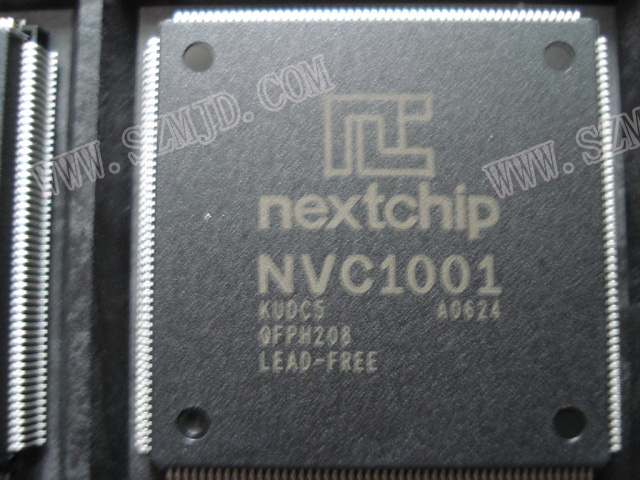 WWW.SZMJD.COM
WWW.SZM
nextchip
NVC1001
KUDC5 A0624
QFPH208
LEAD-FREE